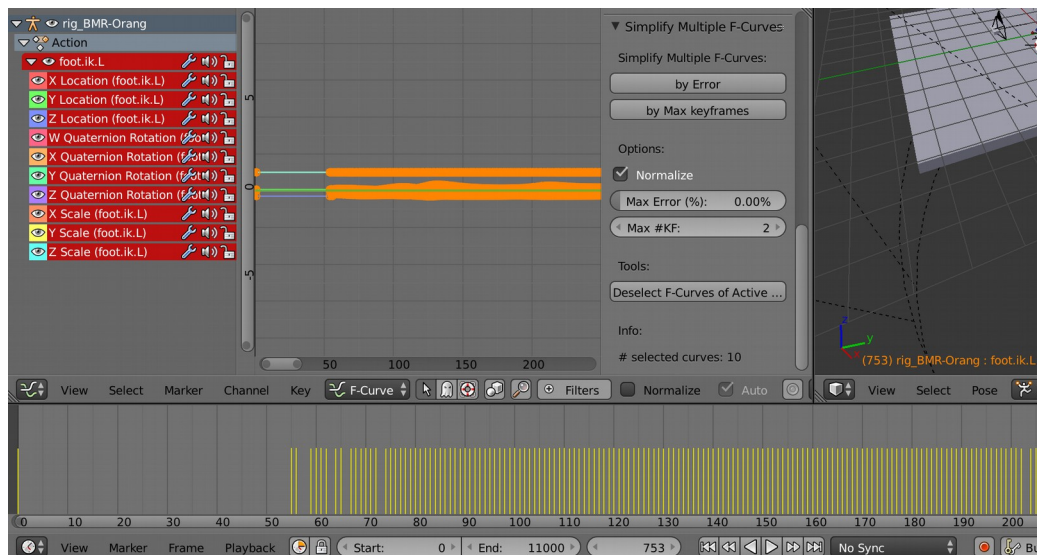 rig_BMR-Orang
Action
foot.ik.L
X Location (foot.ik.L)
Y Location (foot.ik.L)
Z Location (foot.ik.L)
W Quaternion Rotation (foot
X Quaternion Rotation (foot
Y Quaternion Rotation (foot
Z Quaternion Rotation (foot
X Scale (foot.ik.L)
Y Scale (foot.ik.L)
Z Scale (foot.ik.L)
5
0
-5
50 100 150 200
Simplify Multiple F-Curves
Simplify Multiple F-Curves:
by Error
by Max keyframes
Options:
Normalize
Max Error (%): 0.00%
Max #KF: 2
Tools:
Deselect F-Curves of Active ...
Info:
# selected curves: 10
z
y
(753) rig_BMR-Orang : foot.ik.L
View Select Marker Channel Key F-Curve Filters Normalize Auto
View Select Pose
0 10 20 30 40 50 60 70 80 90 100 110 120 130 140 150 160 170 180 190 200
View Marker Frame Playback Start: 0 End: 11000 753 No Sync